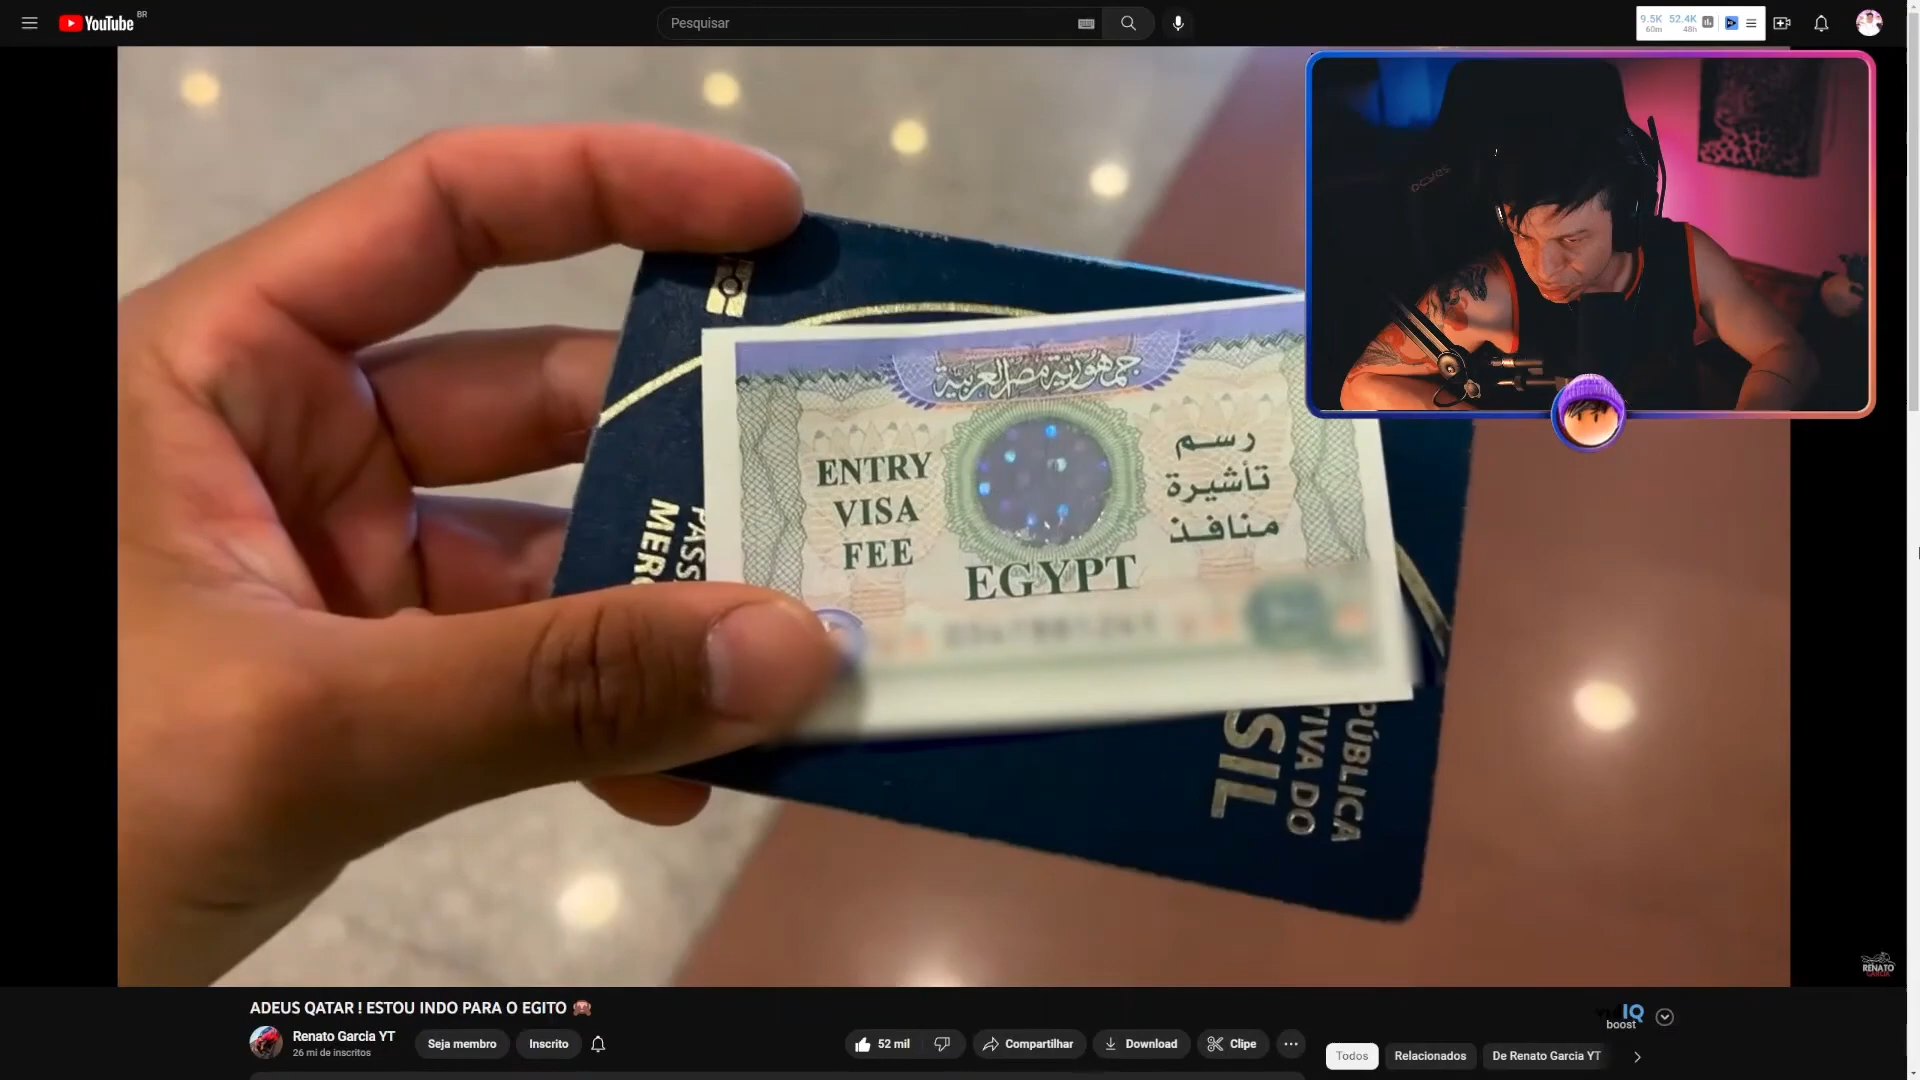 YouTube BR
Pesquisar
9.5K 52.4K
60m 48h
جمهورية مصر العربية
ENTRY
VISA
FEE
رسم
تأشيرة
منافذ
EGYPT
PASS
MERC
SIL
TIVA DO
PÚBLICA
RENATO
GARCIA
ADEUS QATAR ! ESTOU INDO PARA O EGITO 🙈
Renato Garcia YT
26 mi de inscritos
Seja membro
Inscrito
52 mil
Compartilhar
Download
Clipe
IQ
boost
Todos
Relacionados
De Renato Garcia YT